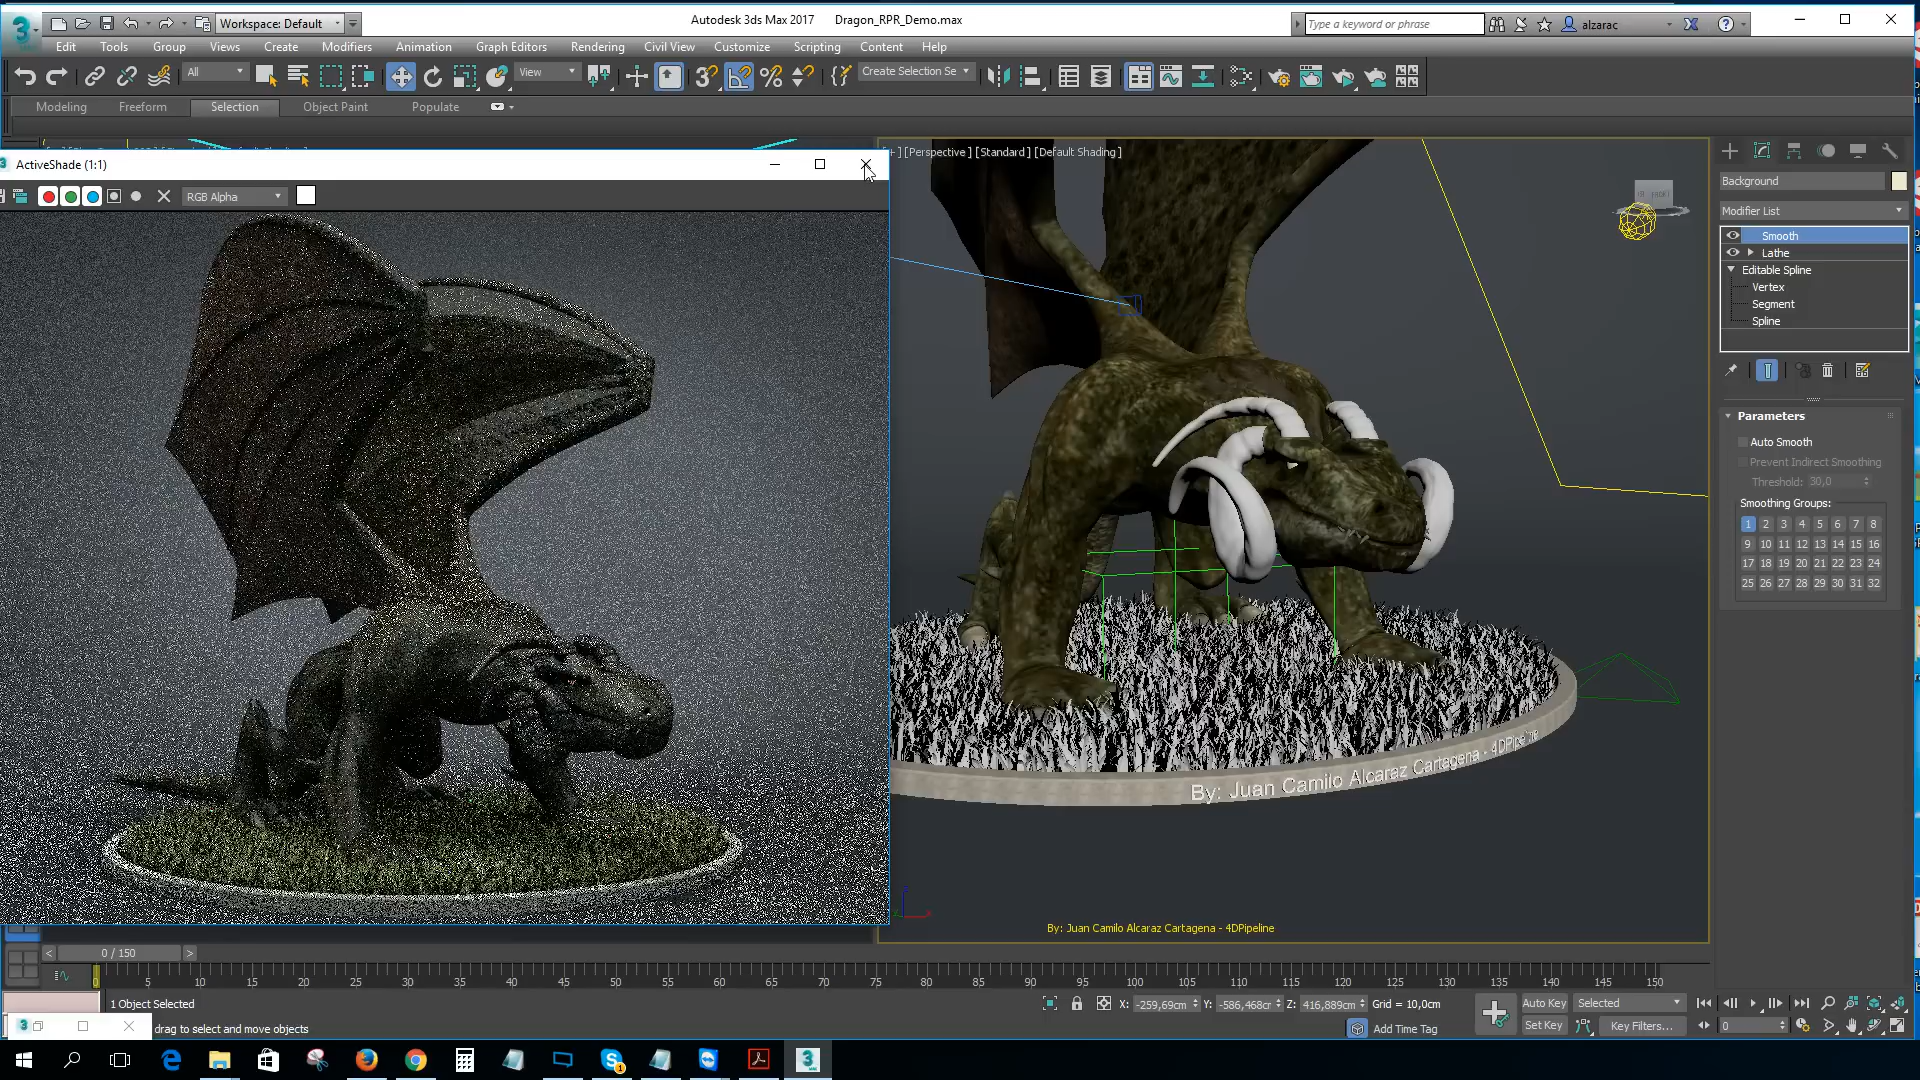 Workspace: Default
Autodesk 3ds Max 2017
Dragon_RPR_Demo.max
Type a keyword or phrase
alzarac
Edit
Tools
Group
Views
Create
Modifiers
Animation
Graph Editors
Rendering
Civil View
Customize
Scripting
Content
Help
All
View
Create Selection Se
Modeling
Freeform
Selection
Object Paint
Populate
ActiveShade (1:1)
RGB Alpha
[Perspective ] [Standard ] [Default Shading ]
By: Juan Camilo Alcaraz Cartagena - 4DPipeline
By: Juan Camilo Alcaraz Cartagena - 4DPipeline
Background
Modifier List
Smooth
Lathe
Editable Spline
Vertex
Segment
Spline
Parameters
Auto Smooth
Prevent Indirect Smoothing
Threshold: 30,0
Smoothing Groups:
1 2 3 4 5 6 7 8
9 10 11 12 13 14 15 16
17 18 19 20 21 22 23 24
25 26 27 28 29 30 31 32
0 / 150
0 5 10 15 20 25 30 35 40 45 50 55 60 65 70 75 80 85 90 95 100 105 110 115 120 125 130 135 140 145 150
1 Object Selected
X: -259,69cm Y: -586,468cm Z: 416,889cm Grid = 10,0cm
Auto Key
Selected
drag to select and move objects
Add Time Tag
Set Key
Key Filters...
0